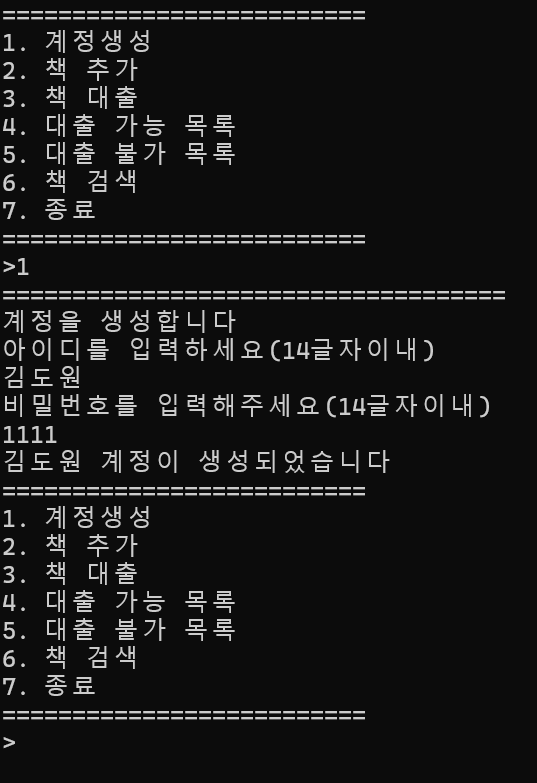 ==========================
1. 계정생성
2. 책 추가
3. 책 대출
4. 대출 가능 목록
5. 대출 불가 목록
6. 책 검색
7. 종료
==========================
>1
====================================
계정을 생성합니다
아이디를 입력하세요(14글자이내)
김도원
비밀번호를 입력해주세요(14글자이내)
1111
김도원 계정이 생성되었습니다
==========================
1. 계정생성
2. 책 추가
3. 책 대출
4. 대출 가능 목록
5. 대출 불가 목록
6. 책 검색
7. 종료
==========================
>